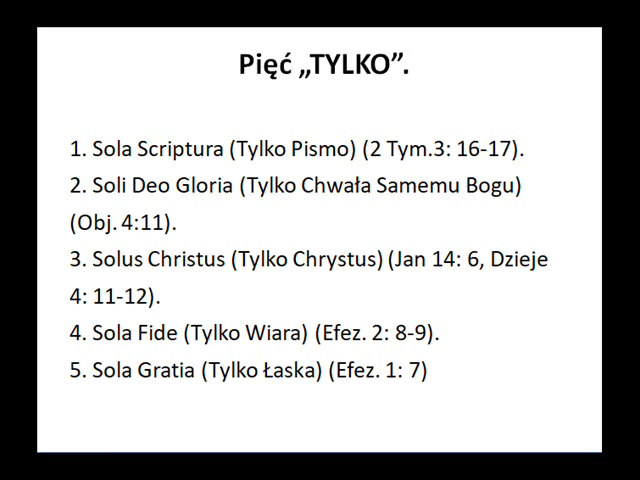 Pięć „TYLKO”.
1. Sola Scriptura (Tylko Pismo) (2 Tym.3: 16-17).
2. Soli Deo Gloria (Tylko Chwała Samemu Bogu)
(Obj. 4:11).
3. Solus Christus (Tylko Chrystus) (Jan 14: 6, Dzieje
4: 11-12).
4. Sola Fide (Tylko Wiara) (Efez. 2: 8-9).
5. Sola Gratia (Tylko Łaska) (Efez. 1: 7)